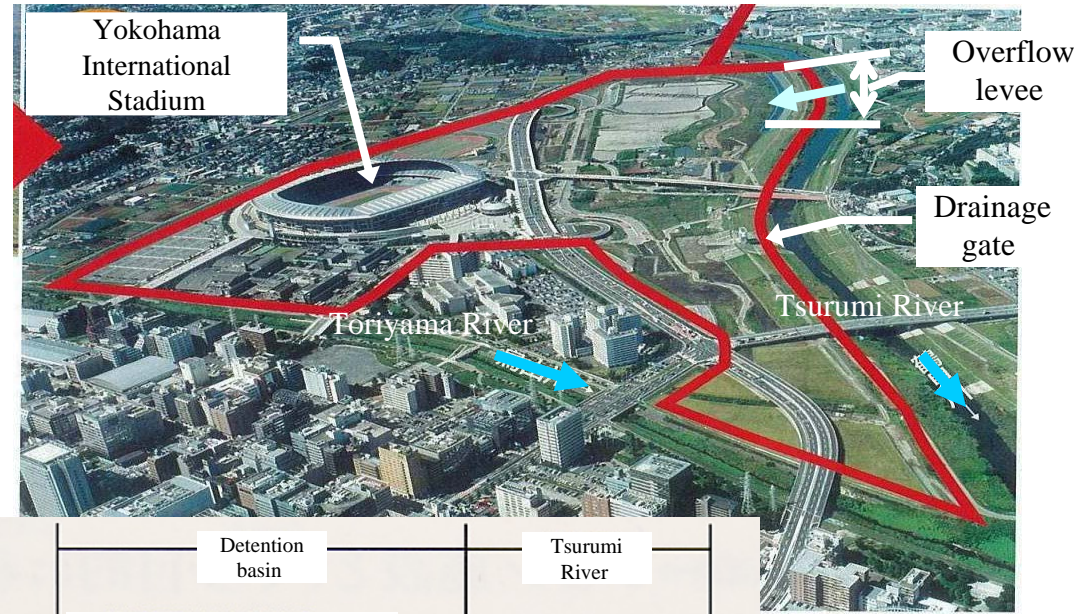 Yokohama
International
Stadium
Overflow
levee
Drainage
gate
Tsurumi River
Toriyama River
Detention
basin
Tsurumi
River